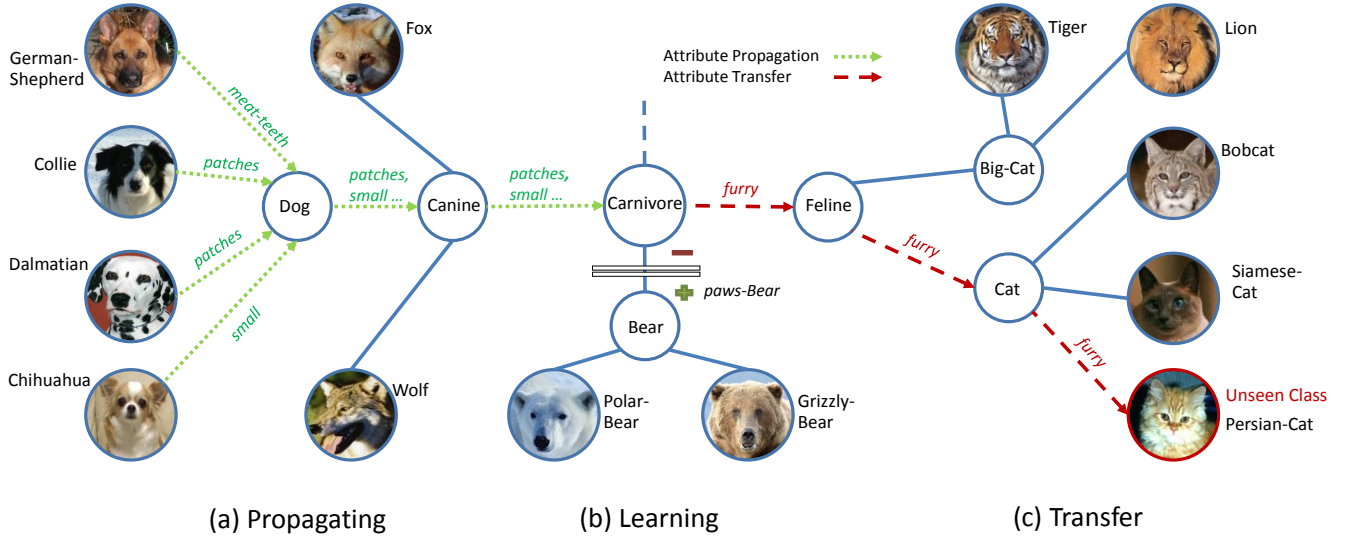 German-
Shepherd
Fox
Tiger
Lion
Attribute Propagation
Attribute Transfer
meat-teeth
Collie
patches
Bobcat
Big-Cat
patches,
small ...
patches,
small ...
furry
Dog
Canine
Carnivore
Feline
Dalmatian
patches
furry
Siamese-
Cat
Cat
paws-Bear
small
Bear
furry
Chihuahua
Wolf
Polar-
Bear
Grizzly-
Bear
Unseen Class
Persian-Cat
(a) Propagating
(b) Learning
(c) Transfer